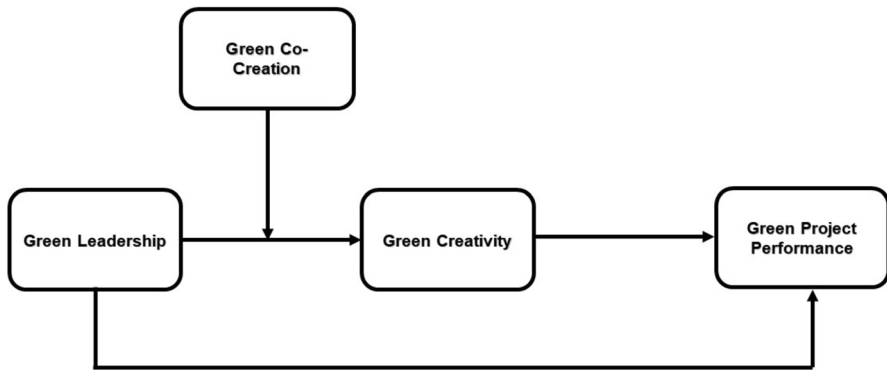 Green Co-
Creation
Green Leadership
Green Creativity
Green Project
Performance